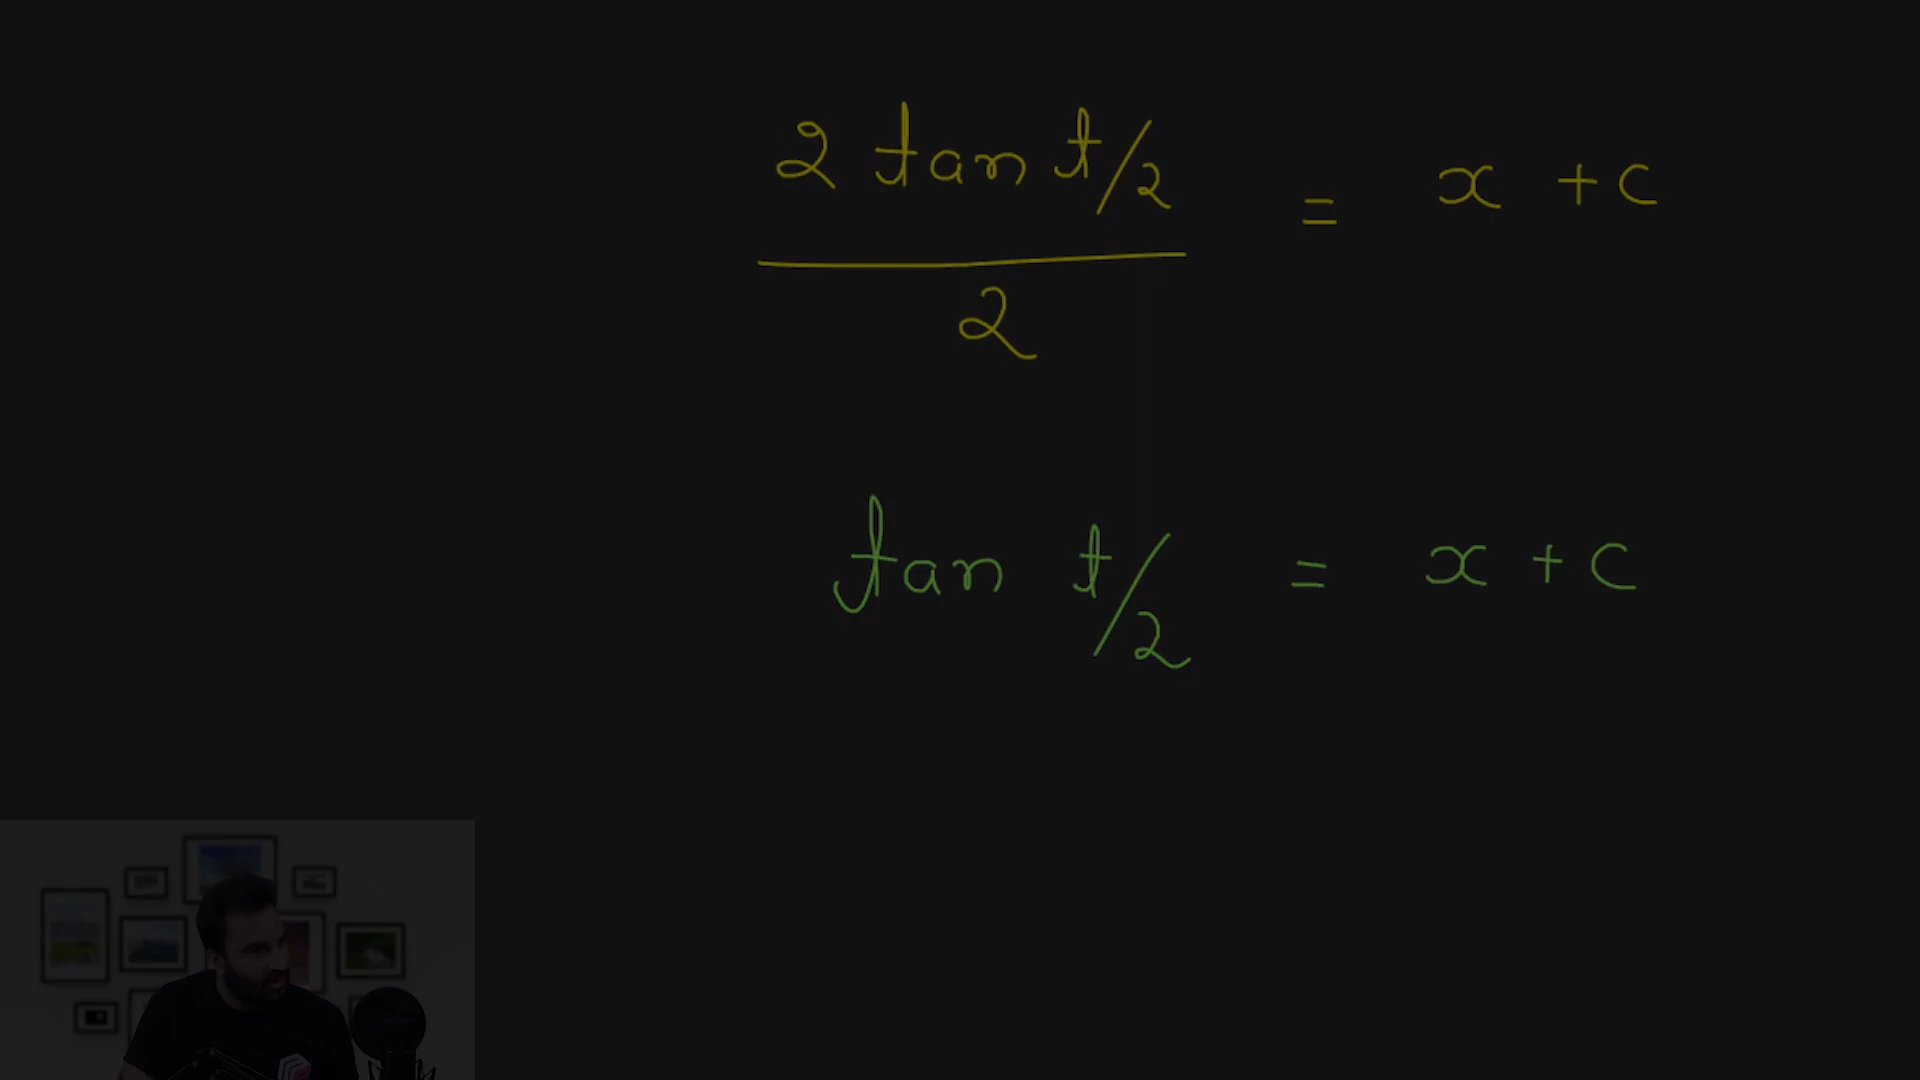 2 tan t/2
= x + c
2
tan t/2 = x + c